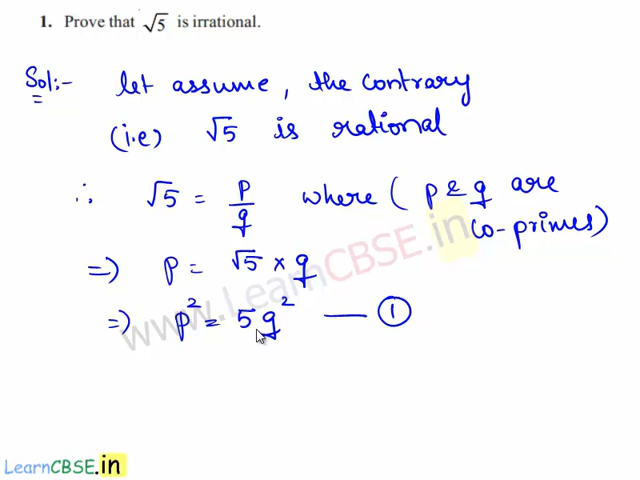 1. Prove that √5 is irrational.
Sol:- let assume, the contrary
(i.e) √5 is rational
∴ √5 = p/q where ( p & q are
co-primes)
=> p = √5 × q
=> p² = 5q² — ①
www.LearnCBSE.in
LearnCBSE.in